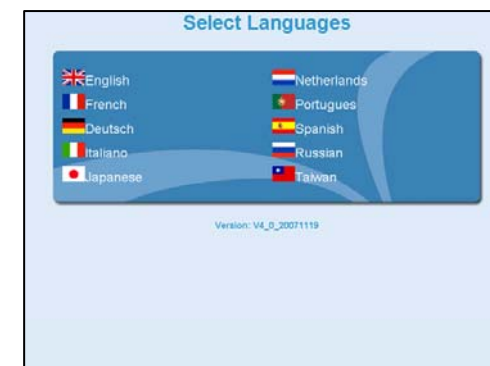 Select Languages
English
French
Deutsch
Italiano
Japanese
Netherlands
Portugues
Spanish
Russian
Taiwan
Version: V4_0_20071119